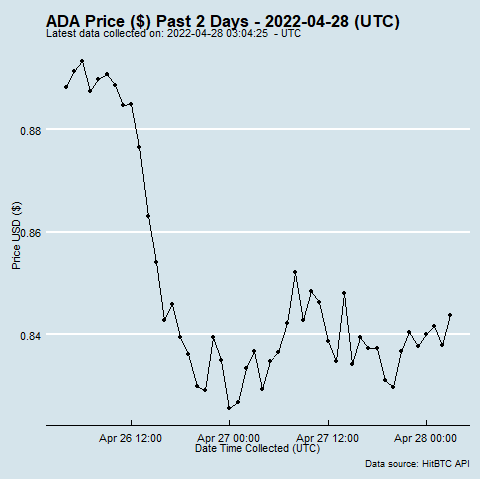 ADA Price ($) Past 2 Days - 2022-04-28 (UTC)
Latest data collected on: 2022-04-28 03:04:25 - UTC
0.88
0.86
0.84
Price USD ($)
Apr 26 12:00
Apr 27 00:00
Apr 27 12:00
Apr 28 00:00
Date Time Collected (UTC)
Data source: HitBTC API